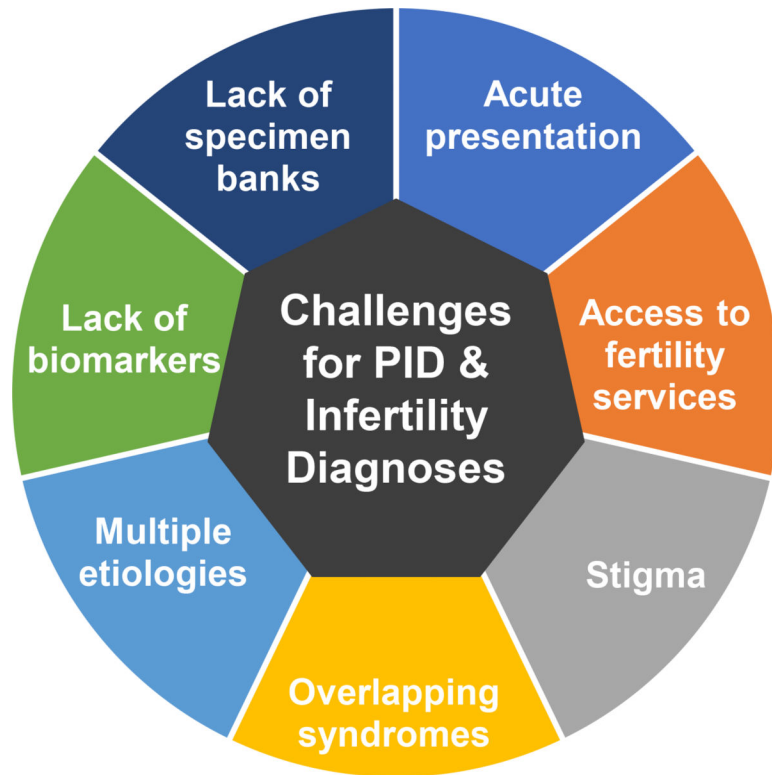 Challenges
for PID &
Infertility
Diagnoses
Acute
presentation
Access to
fertility
services
Stigma
Overlapping
syndromes
Multiple
etiologies
Lack of
biomarkers
Lack of
specimen
banks